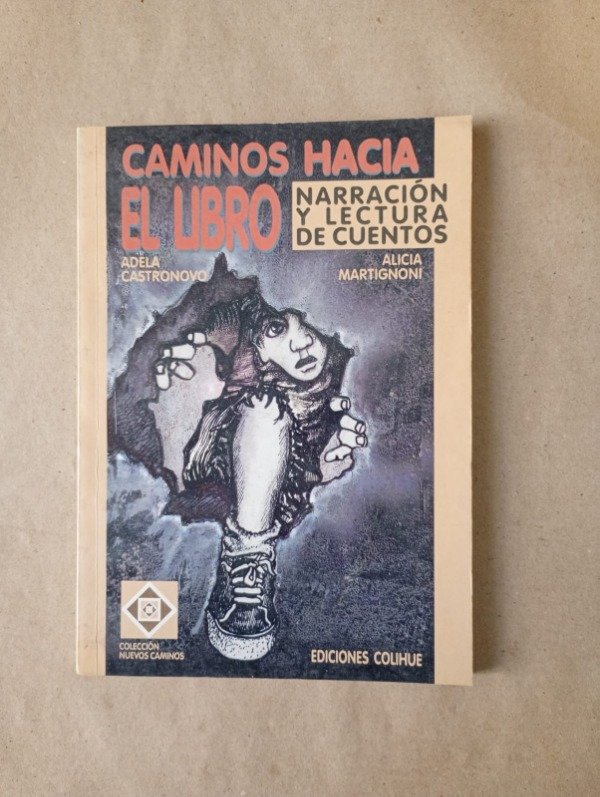 CAMINOS HACIA
EL LIBRO
NARRACIÓN
Y LECTURA
DE CUENTOS
ADELA
CASTRONOVO
ALICIA
MARTIGNONI
COLECCIÓN
NUEVOS CAMINOS
EDICIONES COLIHUE